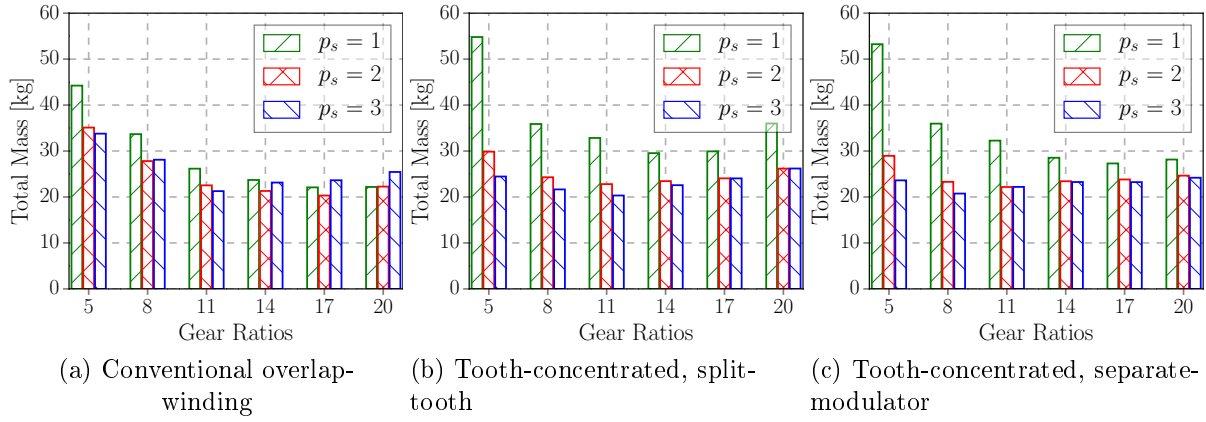 60
50
40
30
20
10
0
Total Mass [kg]
p_s = 1
p_s = 2
p_s = 3
5 8 11 14 17 20
Gear Ratios
(a) Conventional overlap-
winding
60
50
40
30
20
10
0
Total Mass [kg]
p_s = 1
p_s = 2
p_s = 3
5 8 11 14 17 20
Gear Ratios
(b) Tooth-concentrated, split-
tooth
60
50
40
30
20
10
0
Total Mass [kg]
p_s = 1
p_s = 2
p_s = 3
5 8 11 14 17 20
Gear Ratios
(c) Tooth-concentrated, separate-
modulator